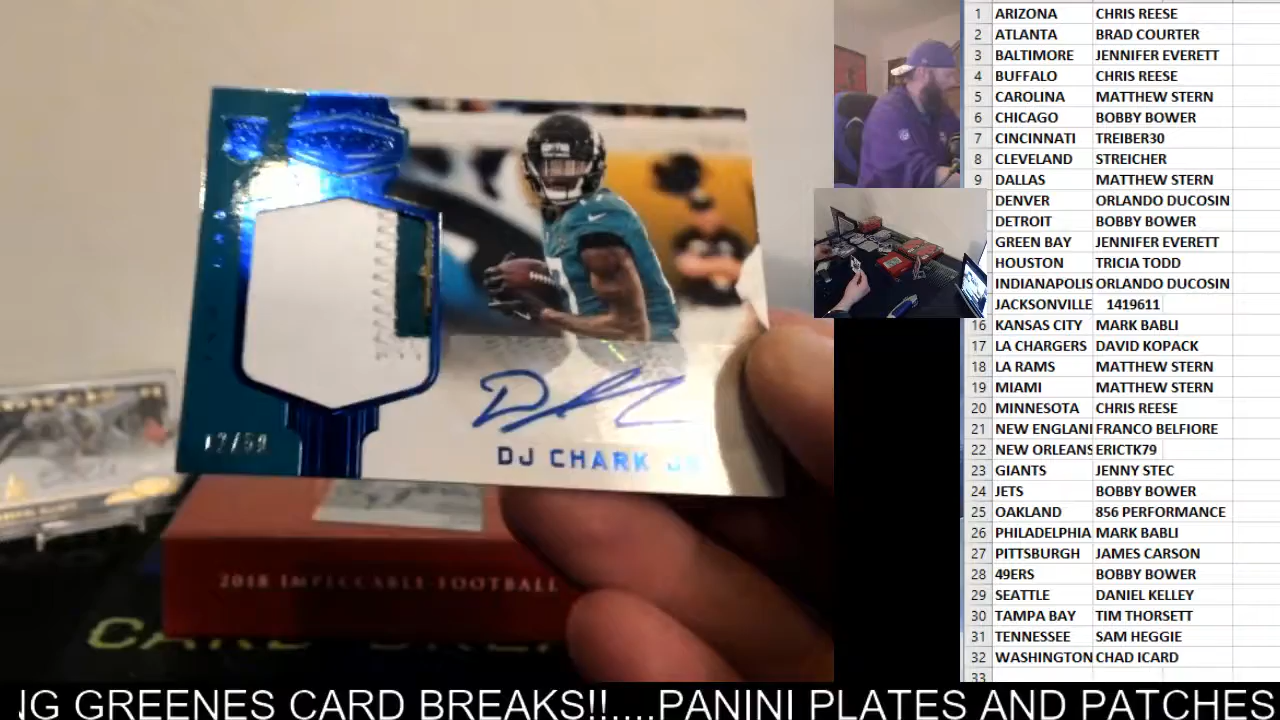 12/50
DJ CHARK JR
2018 IMPECCABLE FOOTBALL
1 ARIZONA CHRIS REESE
2 ATLANTA BRAD COURTER
3 BALTIMORE JENNIFER EVERETT
4 BUFFALO CHRIS REESE
5 CAROLINA MATTHEW STERN
6 CHICAGO BOBBY BOWER
7 CINCINNATI TREIBER30
8 CLEVELAND STREICHER
9 DALLAS MATTHEW STERN
DENVER ORLANDO DUCOSIN
DETROIT BOBBY BOWER
GREEN BAY JENNIFER EVERETT
HOUSTON TRICIA TODD
INDIANAPOLIS ORLANDO DUCOSIN
JACKSONVILLE 1419611
16 KANSAS CITY MARK BABLI
17 LA CHARGERS DAVID KOPACK
18 LA RAMS MATTHEW STERN
19 MIAMI MATTHEW STERN
20 MINNESOTA CHRIS REESE
21 NEW ENGLAN FRANCO BELFIORE
22 NEW ORLEANS ERICTK79
23 GIANTS JENNY STEC
24 JETS BOBBY BOWER
25 OAKLAND 856 PERFORMANCE
26 PHILADELPHIA MARK BABLI
27 PITTSBURGH JAMES CARSON
28 49ERS BOBBY BOWER
29 SEATTLE DANIEL KELLEY
30 TAMPA BAY TIM THORSETT
31 TENNESSEE SAM HEGGIE
32 WASHINGTON CHAD ICARD
33
NG GREENES CARD BREAKS!!....PANINI PLATES AND PATCHES